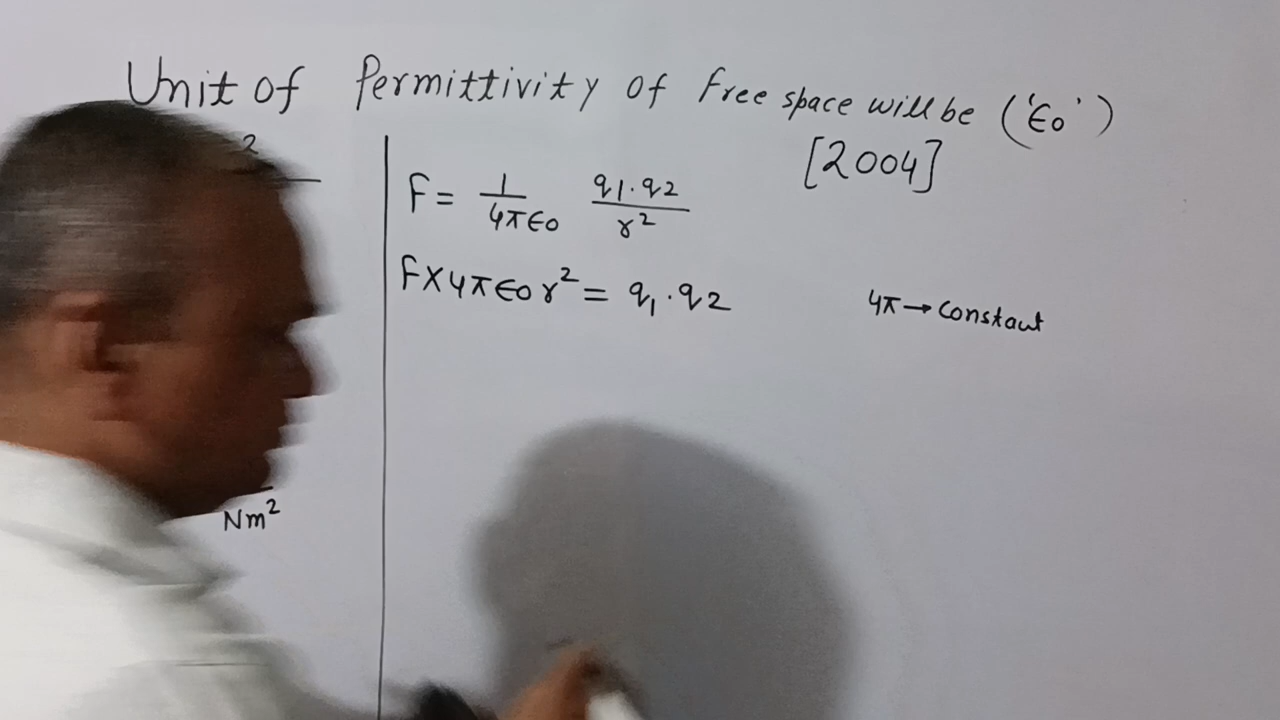 Unit of Permittivity of free space will be ('ϵ0')
[2004]
2
F = 1/4πϵ0 q1.q2/r²
F×4πϵ0r² = q1.q2
4π→Constant
Nm²